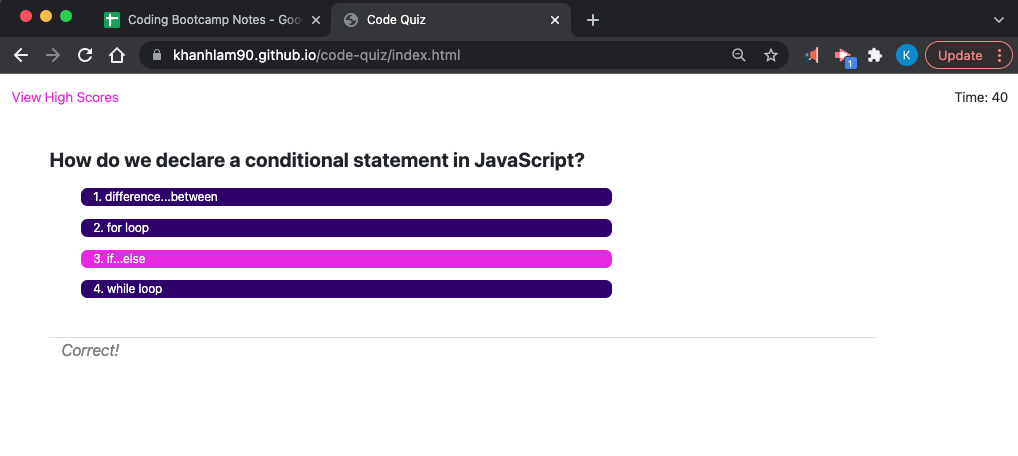 Coding Bootcamp Notes - Goo
Code Quiz
khanhlam90.github.io/code-quiz/index.html
1
K
Update
View High Scores
Time: 40
How do we declare a conditional statement in JavaScript?
1. difference...between
2. for loop
3. if...else
4. while loop
Correct!